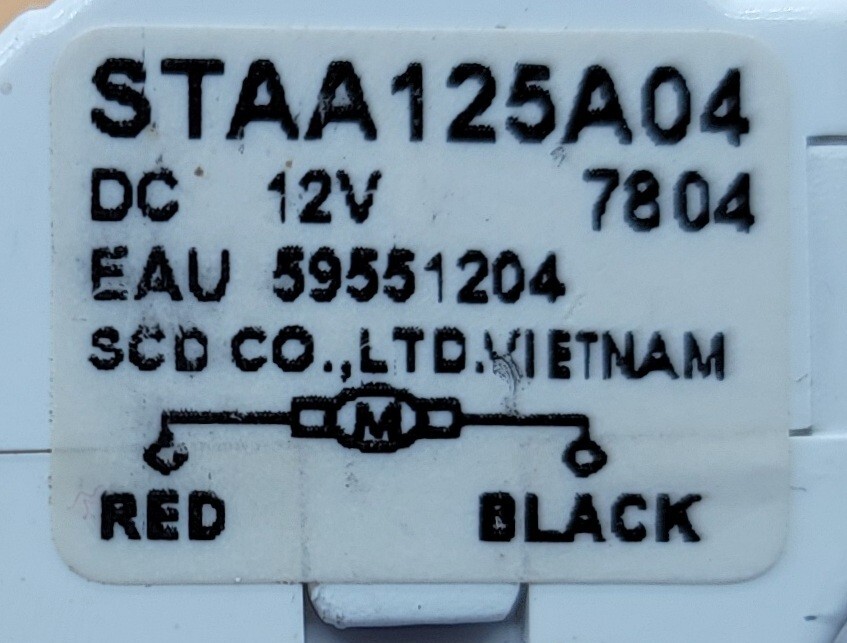 STAA125A04
DC 12V 7804
EAU 59551204
SCD CO.,LTD.VIETNAM
M
RED BLACK